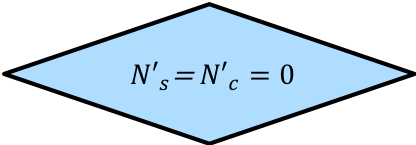 N′ₛ=N′꜀ = 0